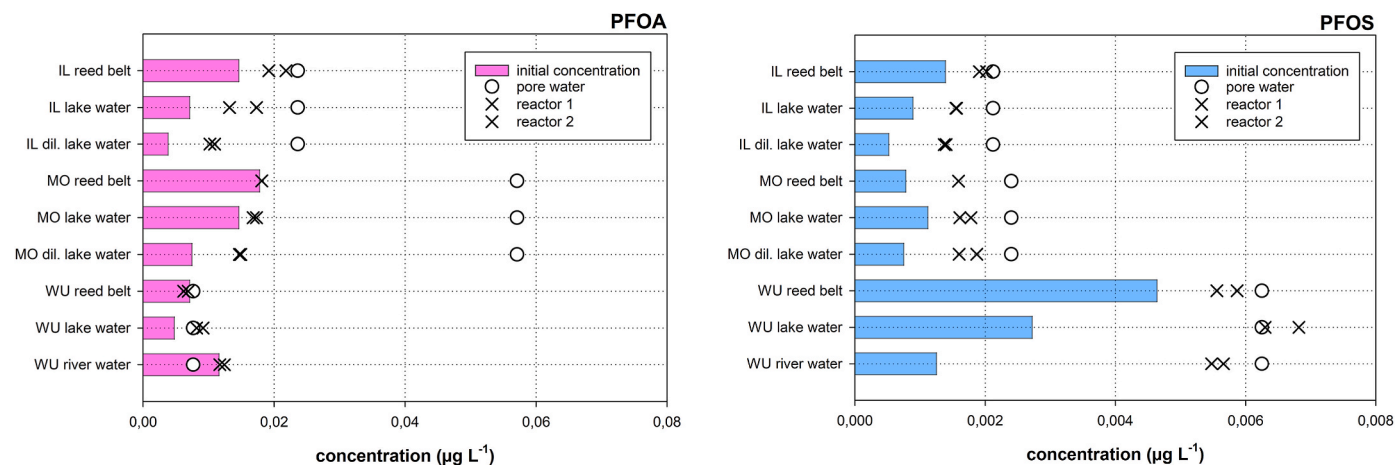 PFOA
IL reed belt
IL lake water
IL dil. lake water
MO reed belt
MO lake water
MO dil. lake water
WU reed belt
WU lake water
WU river water
initial concentration
pore water
reactor 1
reactor 2
0,00 0,02 0,04 0,06 0,08
concentration (µg L⁻¹)
PFOS
IL reed belt
IL lake water
IL dil. lake water
MO reed belt
MO lake water
MO dil. lake water
WU reed belt
WU lake water
WU river water
initial concentration
pore water
reactor 1
reactor 2
0,000 0,002 0,004 0,006 0,008
concentration (µg L⁻¹)